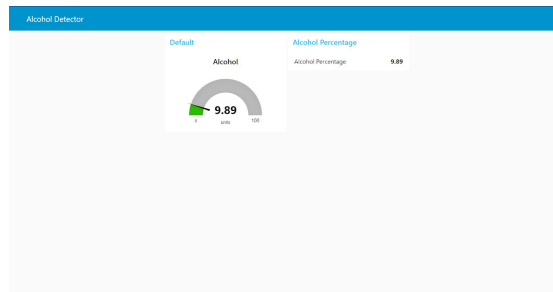 Alcohol Detector
Default
Alcohol
9.89
0
units
100
Alcohol Percentage
Alcohol Percentage 9.89